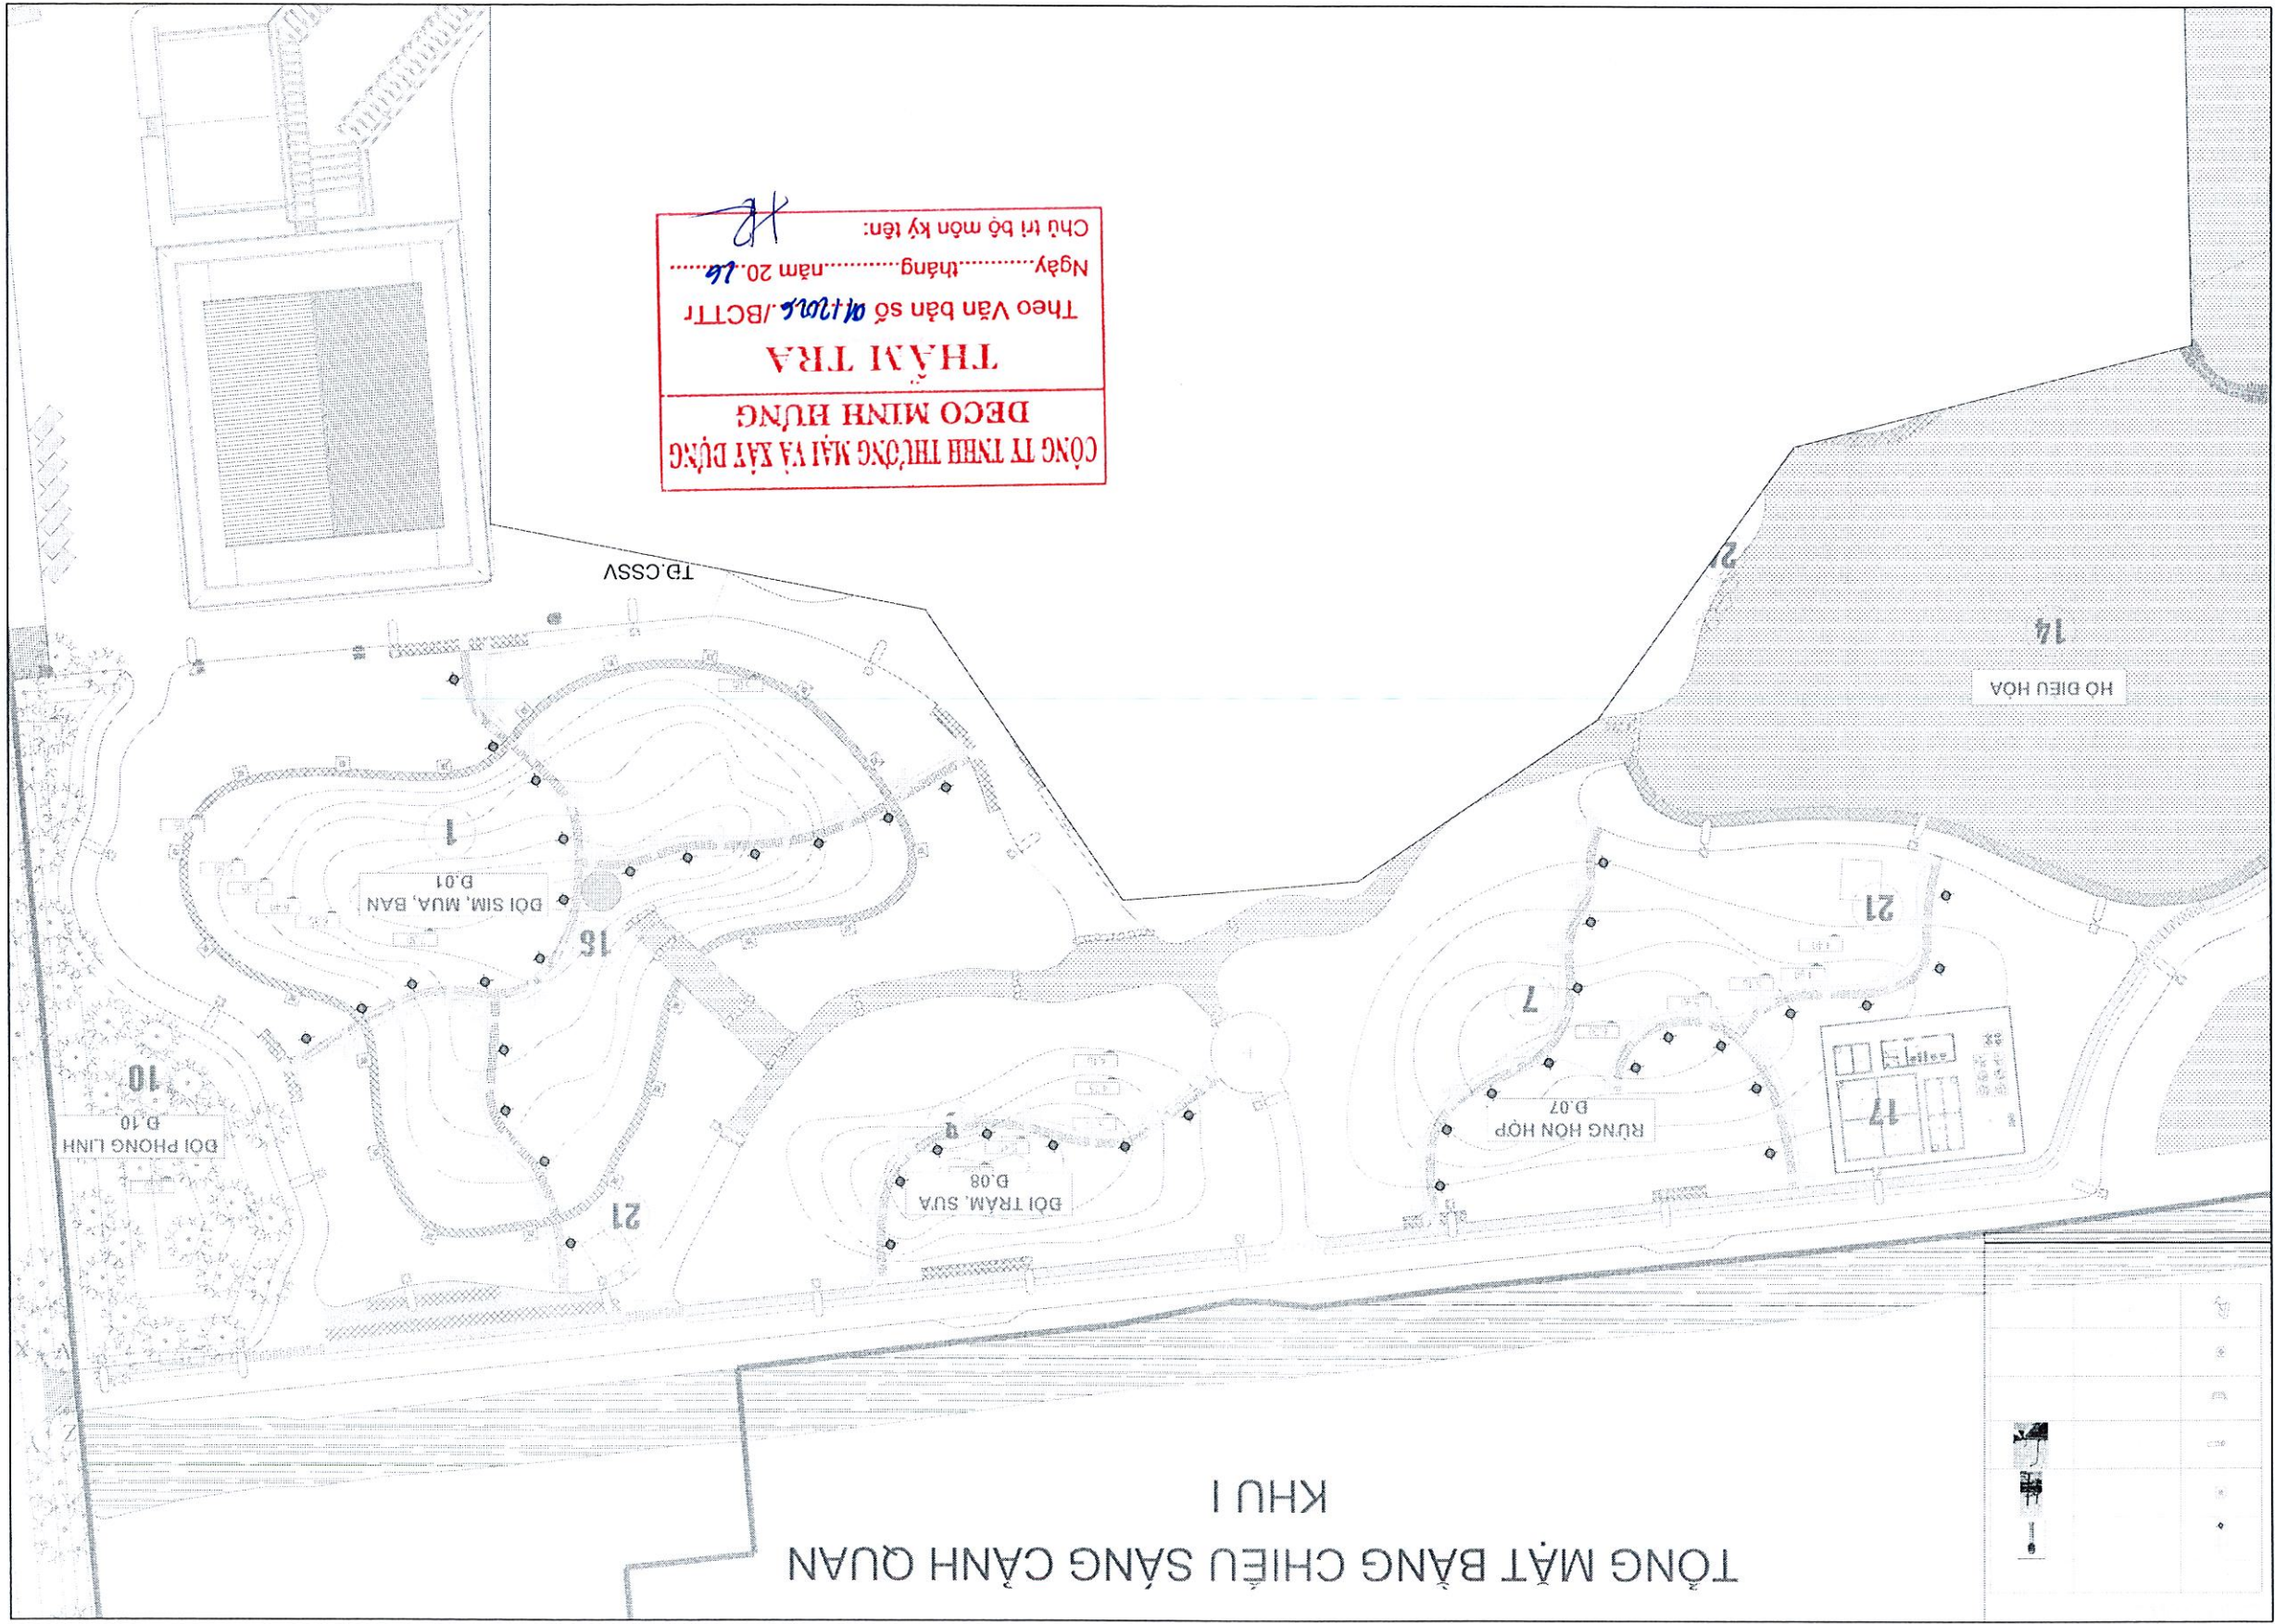 TỔNG MẶT BẰNG CHIẾU SÁNG CẢNH QUAN
KHU I
21
ĐỒI TRÁM, SƯA
Đ.08
9
RỪNG HỖN HỢP
Đ.07
17
7
21
ĐỒI PHONG LINH
Đ.10
10
16
ĐỒI SIM, MUA, BAN
Đ.01
1
HỒ ĐIỀU HÒA
14
TĐ.CSSV
CÔNG TY TNHH THƯƠNG MẠI VÀ XÂY DỰNG
DECO MINH HƯNG
THẨM TRA
Theo Văn bản số 01/2026/BCTTr
Ngày............tháng............năm 20.26
Chủ trì bộ môn ký tên: